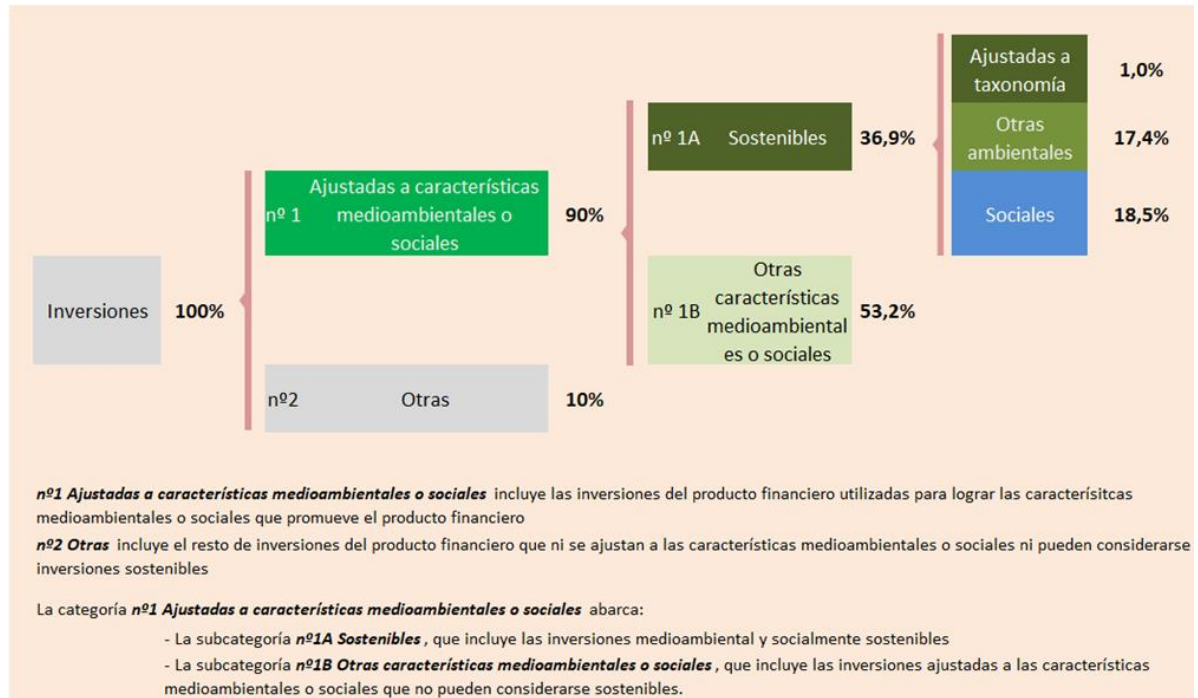 Ajustadas a
taxonomía
1,0%
nº 1A Sostenibles 36,9%
Otras
ambientales
17,4%
Ajustadas a característicass
medioambientales o
sociales
nº 1
90%
Sociales 18,5%
Inversiones 100%
Otras
característicass
medioambiental
es o sociales
nº 1B
53,2%
nº2 Otras 10%
nº1 Ajustadas a características medioambientales o sociales incluye las inversiones del producto financiero utilizadas para lograr las caracterísitcas
medioambientales o sociales que promueve el producto financiero
nº2 Otras incluye el resto de inversiones del producto financiero que ni se ajustan a las características medioambientales o sociales ni pueden considerarse
inversiones sostenibles
La categoría nº1 Ajustadas a características medioambientales o sociales abarca:
- La subcategoría nº1A Sostenibles , que incluye las inversiones medioambiental y socialmente sostenibles
- La subcategoría nº1B Otras características medioambientales o sociales , que incluye las inversiones ajustadas a las características
medioambientales o sociales que no pueden considerarse sostenibles.